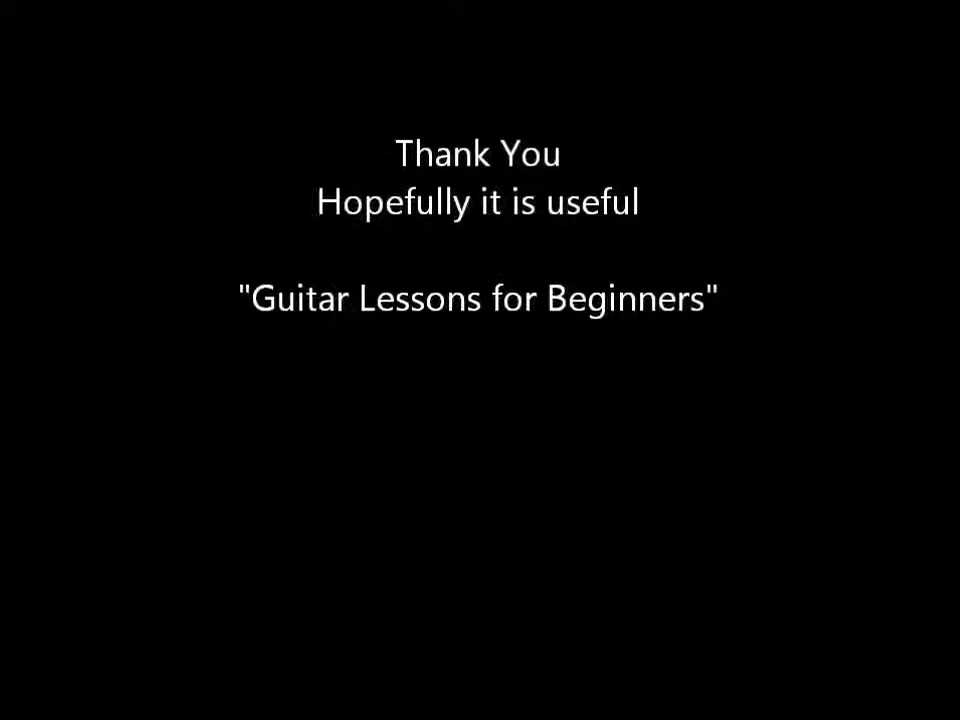 Thank You
Hopefully it is useful
"Guitar Lessons for Beginners"